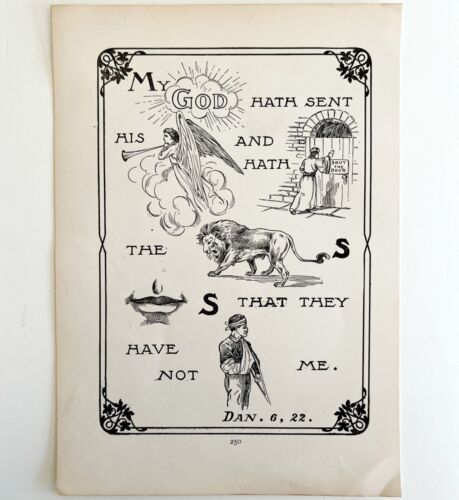 My GOD HATH SENT
HIS AND
HATH
SHUT
THE
DOOR
THE S
S THAT THEY
HAVE
NOT ME.
DAN. 6, 22.
250